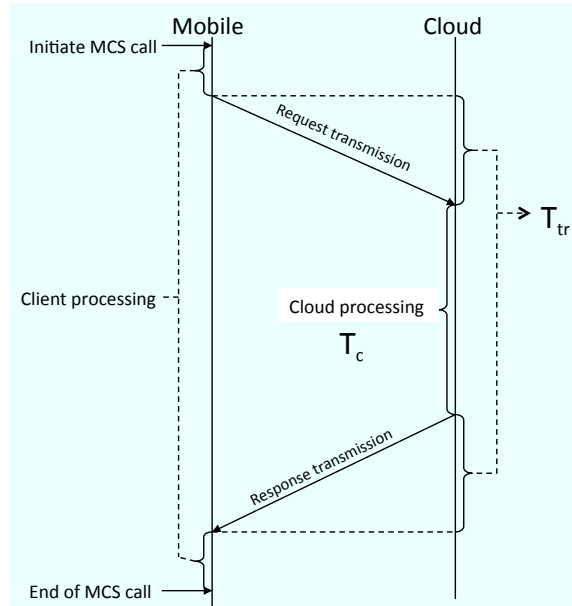 Mobile
Cloud
Initiate MCS call
Request transmission
T_tr
Client processing
Cloud processing
T_c
Response transmission
End of MCS call